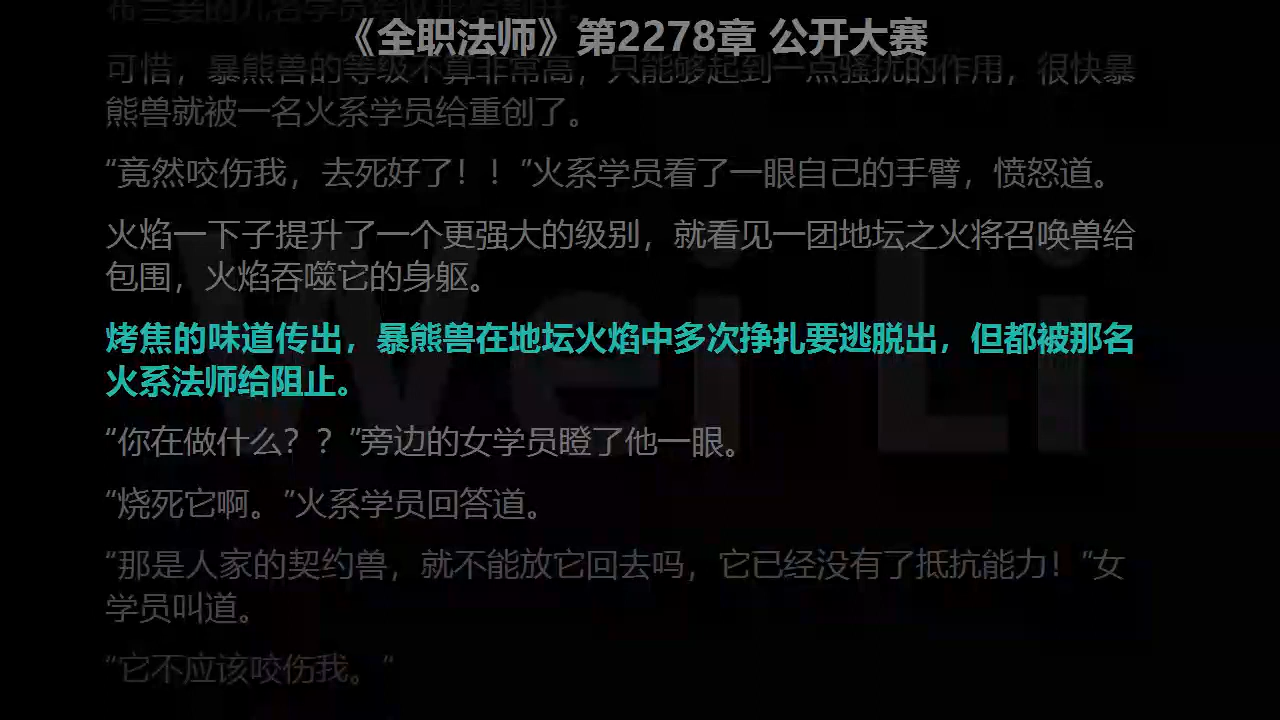 《全职法师》第2278章 公开大赛
可惜，暴熊兽的等级不算非常高，只能够起到一点骚扰的作用，很快暴
熊兽就被一名火系学员给重创了。
“竟然咬伤我，去死好了！！”火系学员看了一眼自己的手臂，愤怒道。
火焰一下子提升了一个更强大的级别，就看见一团地坛之火将召唤兽给
包围，火焰吞噬它的身躯。
烤焦的味道传出，暴熊兽在地坛火焰中多次挣扎要逃脱出，但都被那名
火系法师给阻止。
“你在做什么？？”旁边的女学员瞪了他一眼。
“烧死它啊。”火系学员回答道。
“那是人家的契约兽，就不能放它回去吗，它已经没有了抵抗能力！”女
学员叫道。
“它不应该咬伤我。”
Wei Li